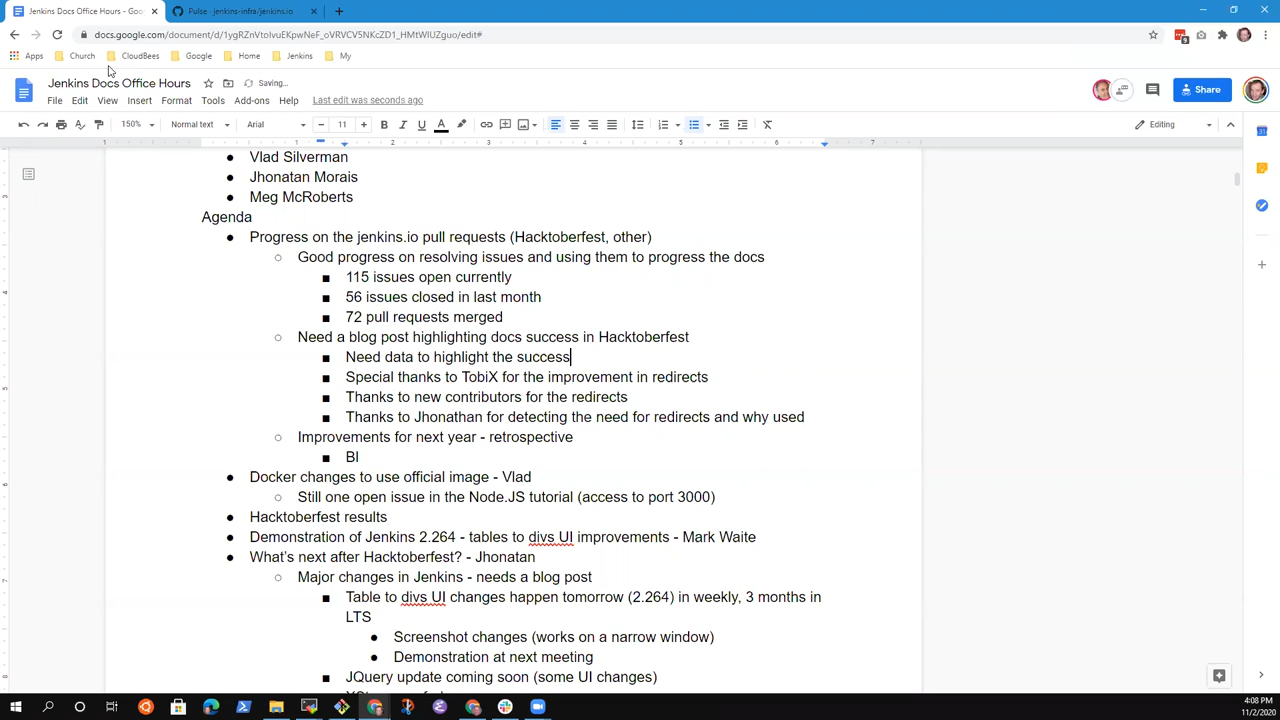 Jenkins Docs Office Hours - Goo
Pulse · jenkins-infra/jenkins.io
docs.google.com/document/d/1ygRZnVtoIvuEKpwNeF_oVRVCV5NKcZD1_HMtWIUZguo/edit#
Apps Church CloudBees Google Home Jenkins My
Jenkins Docs Office Hours Saving...
File Edit View Insert Format Tools Add-ons Help Last edit was seconds ago
Share
150% Normal text Arial 11 Editing
1 1 2 3 4 5 6 7
Vlad Silverman
Jhonatan Morais
Meg McRoberts
Agenda
Progress on the jenkins.io pull requests (Hacktoberfest, other)
Good progress on resolving issues and using them to progress the docs
115 issues open currently
56 issues closed in last month
72 pull requests merged
Need a blog post highlighting docs success in Hacktoberfest
Need data to highlight the success
Special thanks to TobiX for the improvement in redirects
Thanks to new contributors for the redirects
Thanks to Jhonathan for detecting the need for redirects and why used
Improvements for next year - retrospective
Bl
Docker changes to use official image - Vlad
Still one open issue in the Node.JS tutorial (access to port 3000)
Hacktoberfest results
Demonstration of Jenkins 2.264 - tables to divs UI improvements - Mark Waite
What's next after Hacktoberfest? - Jhonatan
Major changes in Jenkins - needs a blog post
Table to divs UI changes happen tomorrow (2.264) in weekly, 3 months in
LTS
Screenshot changes (works on a narrow window)
Demonstration at next meeting
JQuery update coming soon (some UI changes)
4:08 PM
11/2/2020